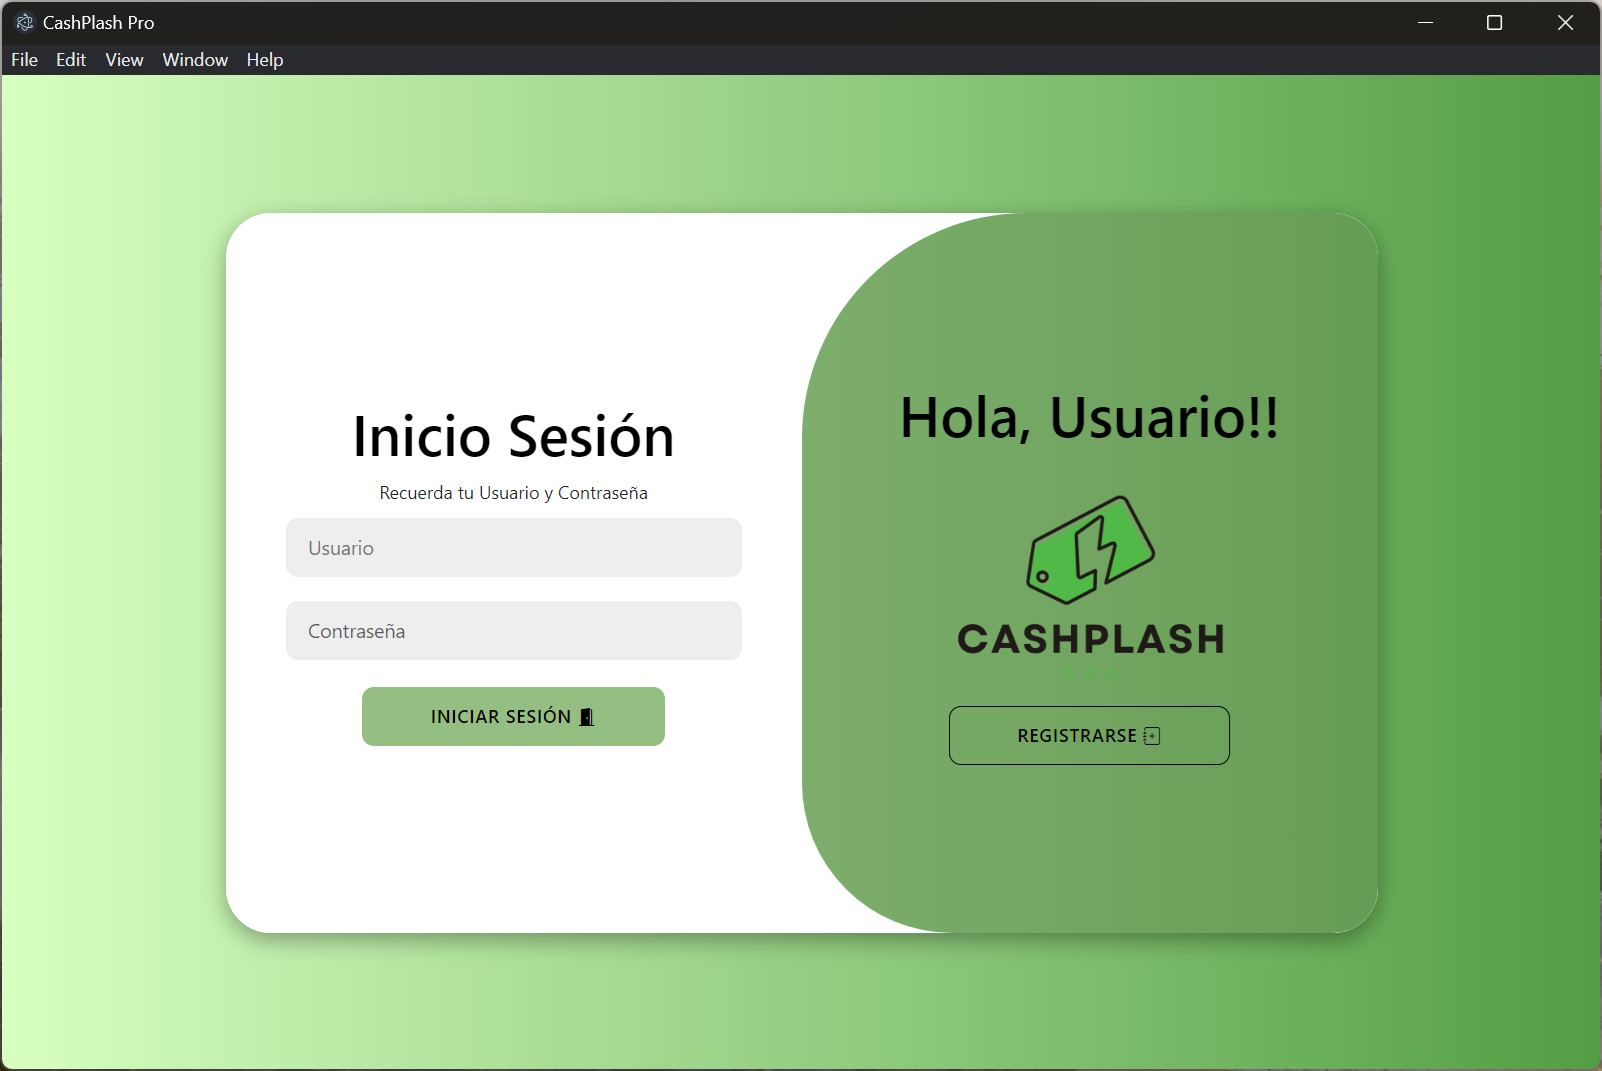 CashPlash Pro
File Edit View Window Help
Inicio Sesión
Recuerda tu Usuario y Contraseña
Usuario
Contraseña
INICIAR SESIÓN
Hola, Usuario!!
CASHPLASH
PRO
REGISTRARSE